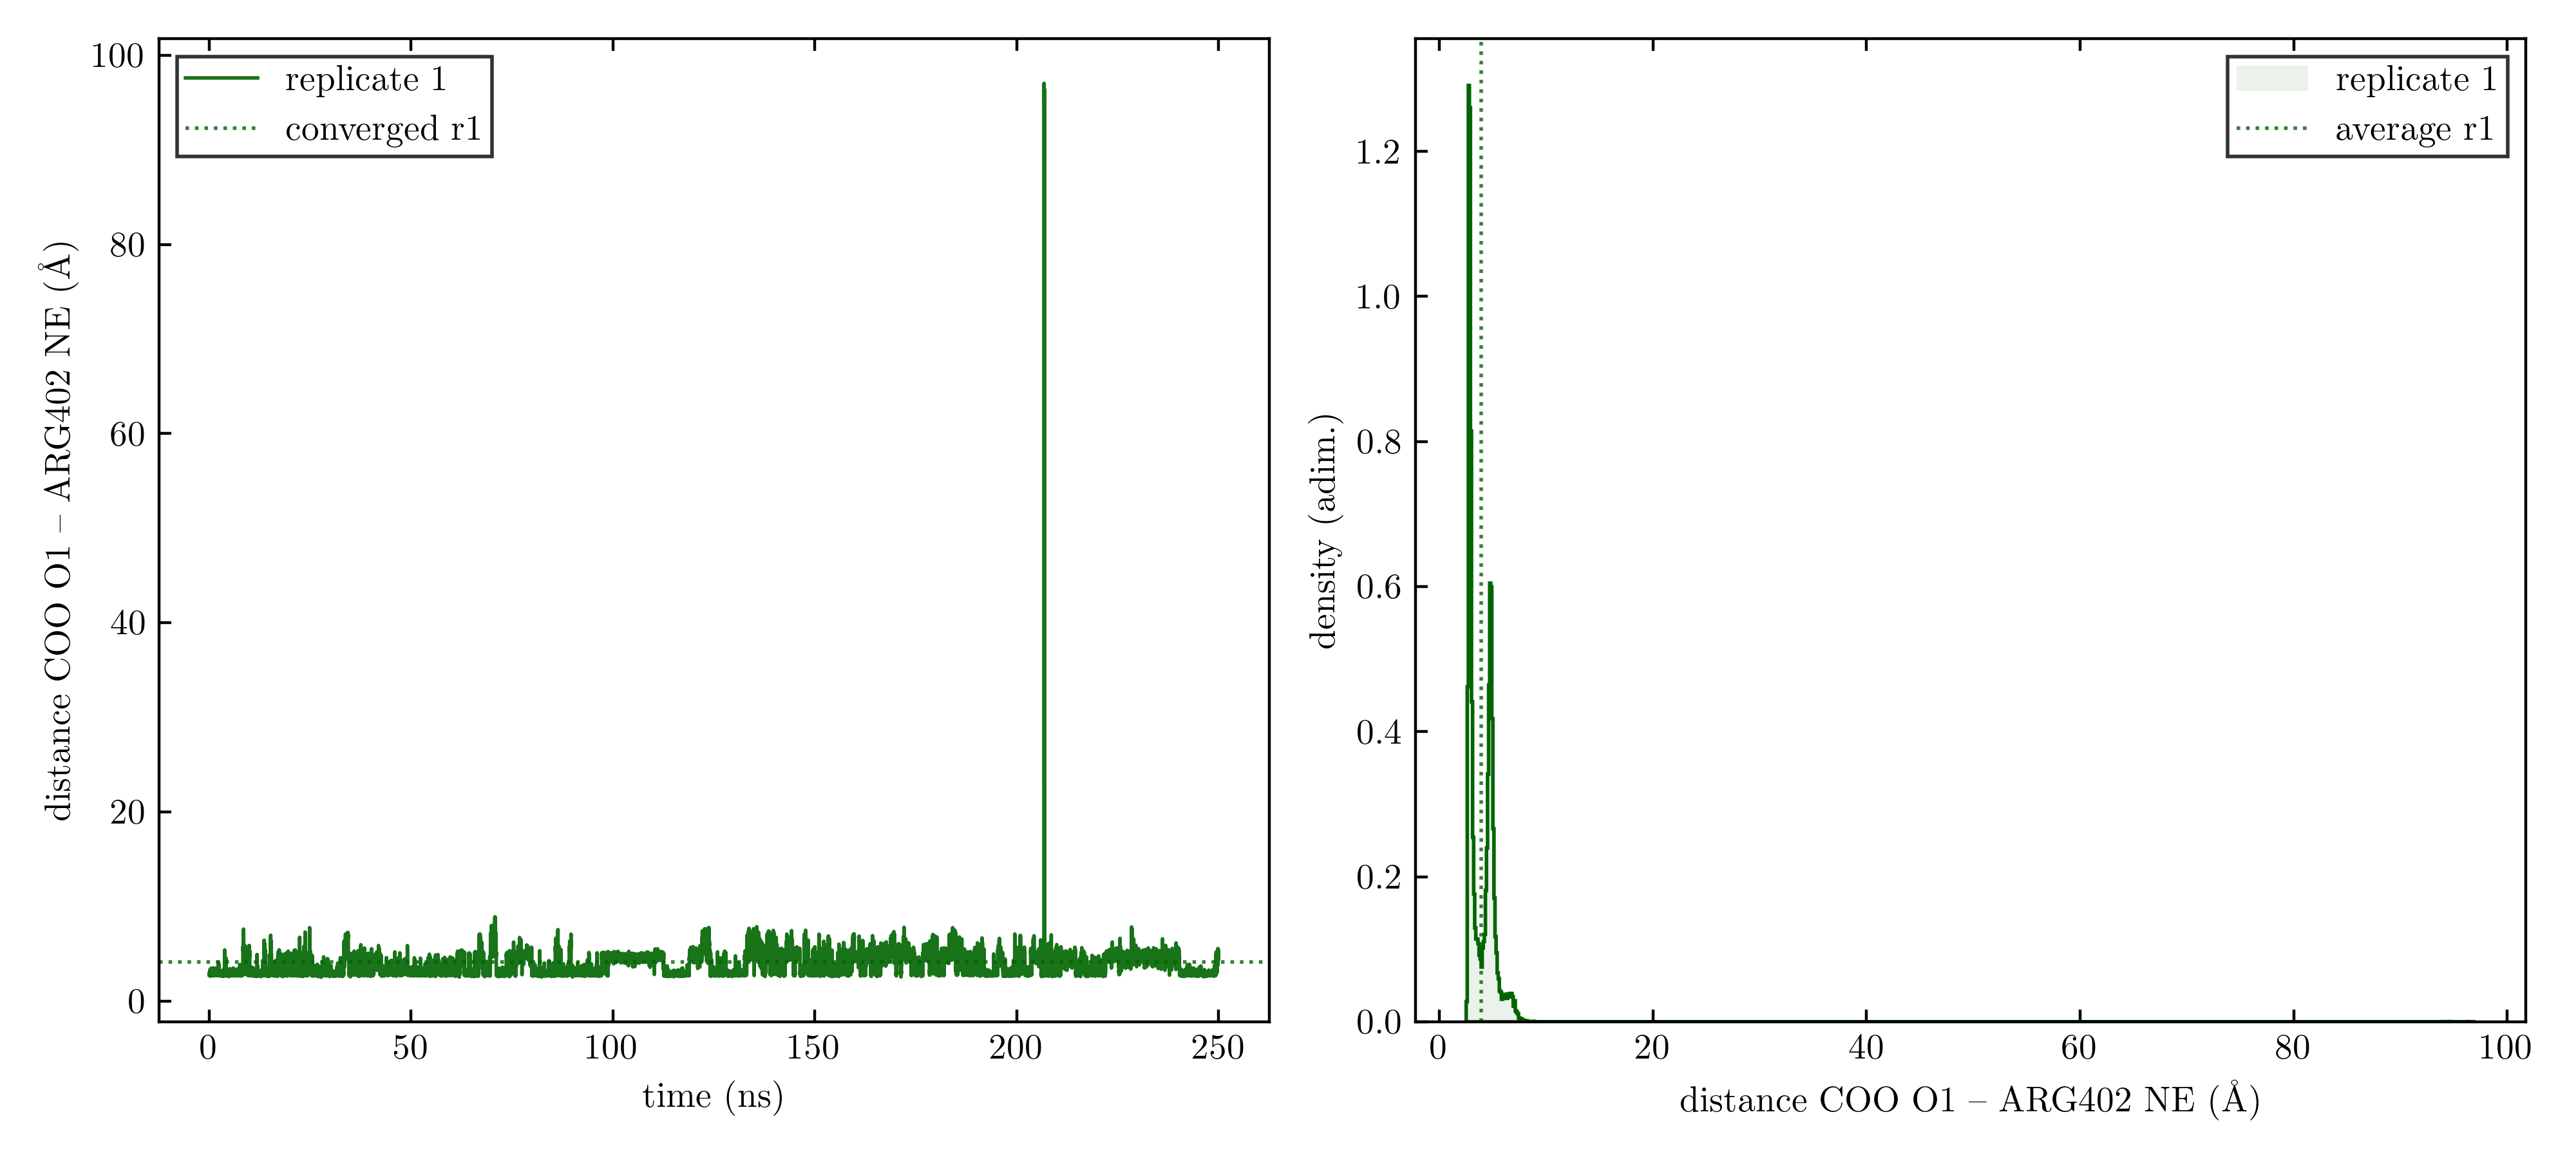 100
80
60
40
20
0
distance COO O1 – ARG402 NE (Å)
replicate 1
converged r1
0 50 100 150 200 250
time (ns)
1.2
1.0
0.8
0.6
0.4
0.2
0.0
density (adim.)
replicate 1
average r1
0 20 40 60 80 100
distance COO O1 – ARG402 NE (Å)